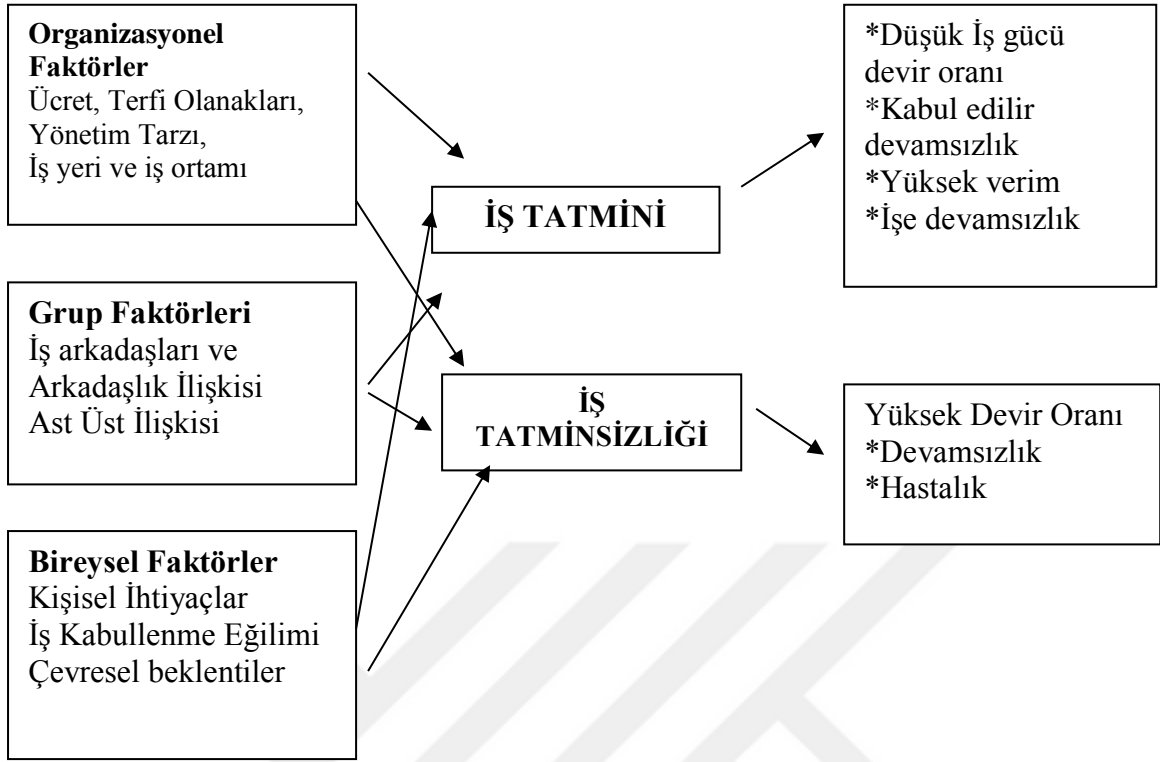 Organizasyonel
Faktörler
Ücret, Terfi Olanakları,
Yönetim Tarzı,
İş yeri ve iş ortamı
Grup Faktörleri
İş arkadaşları ve
Arkadaşlık İlişkisi
Ast Üst İlişkisi
Bireysel Faktörler
Kişisel İhtiyaçlar
İş Kabullenme Eğilimi
Çevresel beklentiler
İŞ TATMİNİ
İŞ
TATMİNSİZLİĞİ
*Düşük İş gücü
devir oranı
*Kabul edilir
devamsızlık
*Yüksek verim
*İşe devamsızlık
Yüksek Devir Oranı
*Devamsızlık
*Hastalık